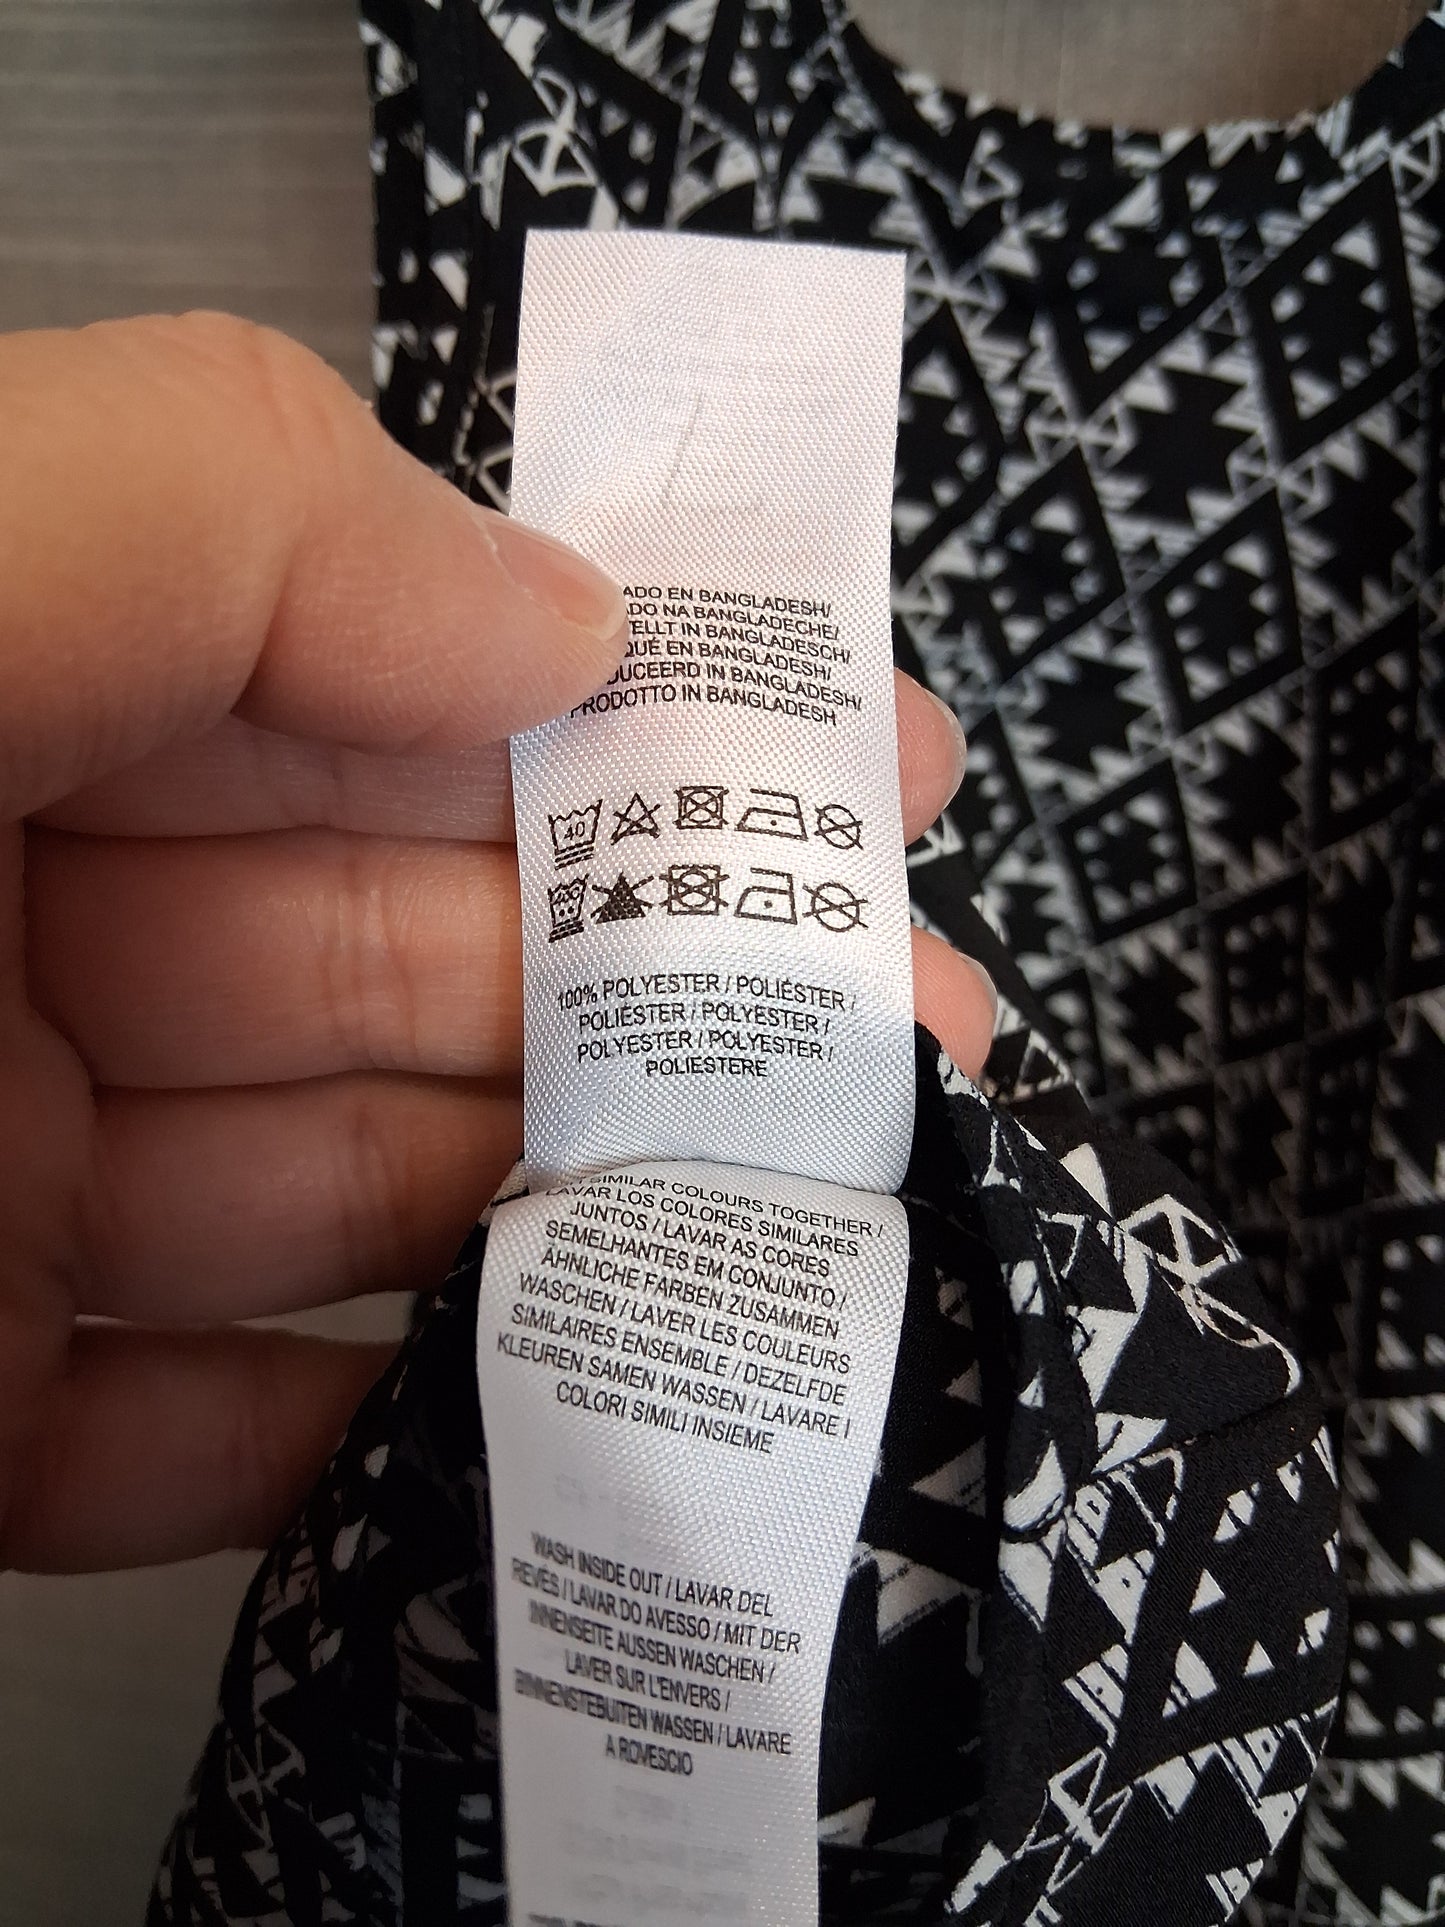 EN BANGLADESH/
NA BANGLADECHE/
IN BANGLADESCH/
EN BANGLADESH/
IN BANGLADESH/
PRODOTTO IN BANGLADESH
40
100% POLYESTER / POLIÉSTER /
POLIÉSTER / POLYESTER /
POLYESTER / POLYESTER /
POLIESTERE
SIMILAR COLOURS TOGETHER /
LAVAR LOS COLORES SIMILARES
JUNTOS / LAVAR AS CORES
SEMELHANTES EM CONJUNTO /
ÄHNLICHE FARBEN ZUSAMMEN
WASCHEN / LAVER LES COULEURS
SIMILAIRES ENSEMBLE / DEZELFDE
KLEUREN SAMEN WASSEN / LAVARE I
COLORI SIMILI INSIEME
WASH INSIDE OUT / LAVAR DEL
REVÉS / LAVAR DO AVESSO / MIT DER
INNENSEITE AUSSEN WASCHEN /
LAVER SUR L'ENVERS /
BINNENSTEBUITEN WASSEN / LAVARE
A ROVESCIO